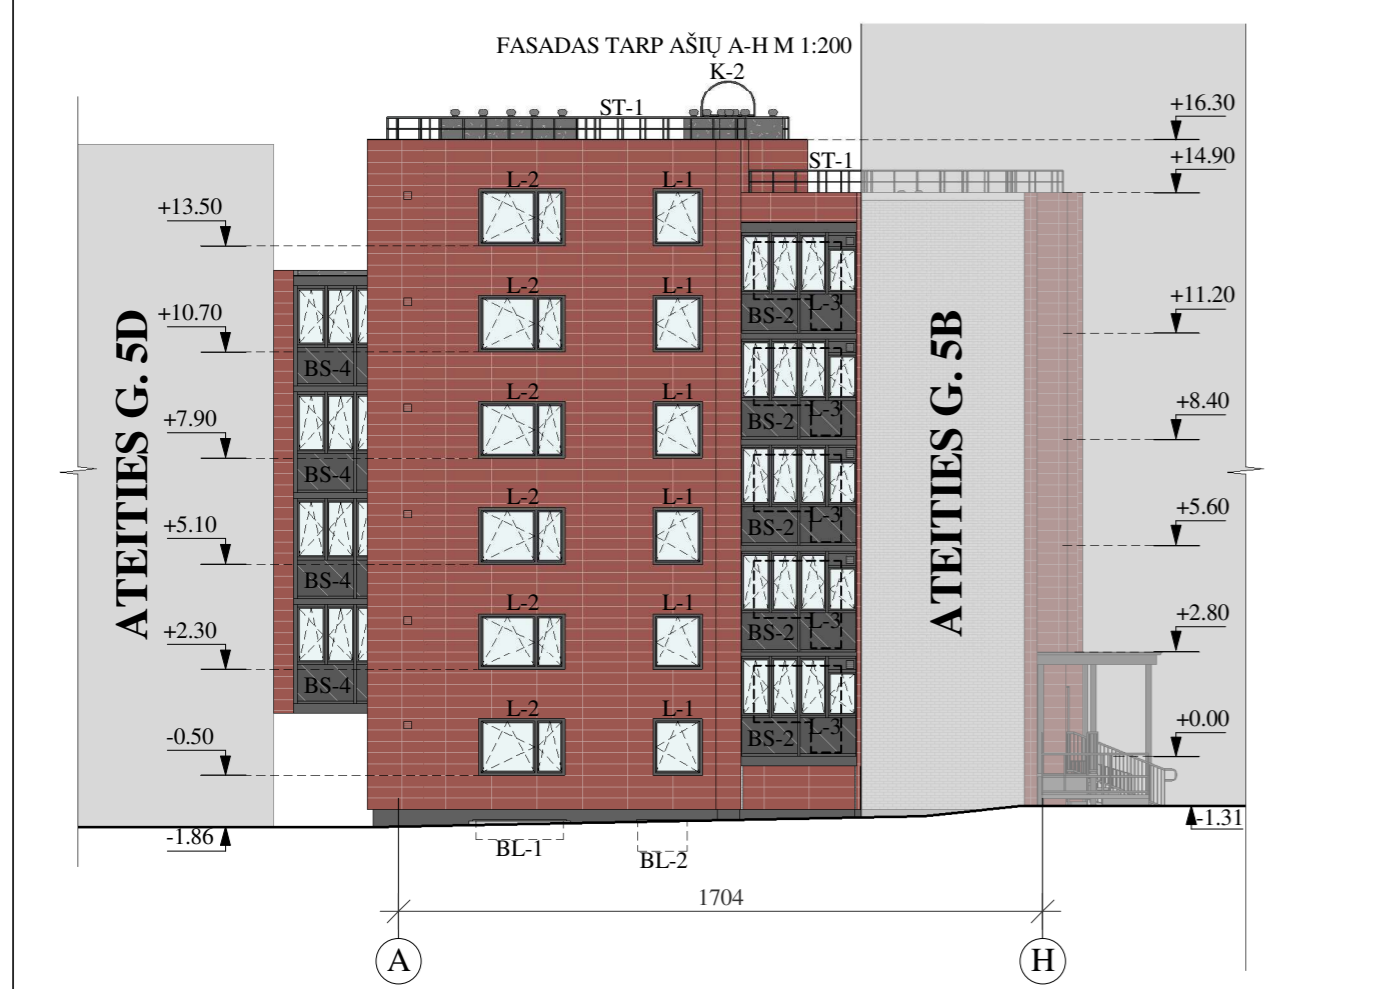 FASADAS TARP AŠIŲ A-H M 1:200
K-2
ST-1
+16.30
ST-1
+14.90
L-2 L-1
+13.50
L-2 L-1
+11.20
L-3
BS-2
+10.70
BS-4
L-2 L-1
+8.40
L-3
BS-2
+7.90
BS-4
L-2 L-1
+5.60
L-3
BS-2
+5.10
BS-4
L-2 L-1
+2.80
L-3
BS-2
+2.30
BS-4
L-2 L-1
+0.00
L-3
BS-2
-0.50
ATEITIES G. 5D
ATEITIES G. 5B
-1.31
-1.86
BL-1
BL-2
1704
A
H